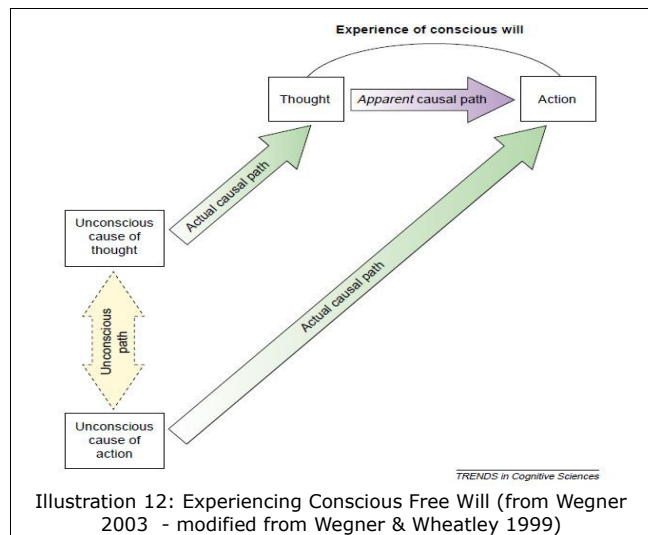 Experience of conscious will
Thought
Apparent causal path
Action
Actual causal path
Unconscious
cause of
thought
Actual causal path
Unconscious
path
Unconscious
cause of
action
TRENDS in Cognitive Sciences
Illustration 12: Experiencing Conscious Free Will (from Wegner
2003 - modified from Wegner & Wheatley 1999)